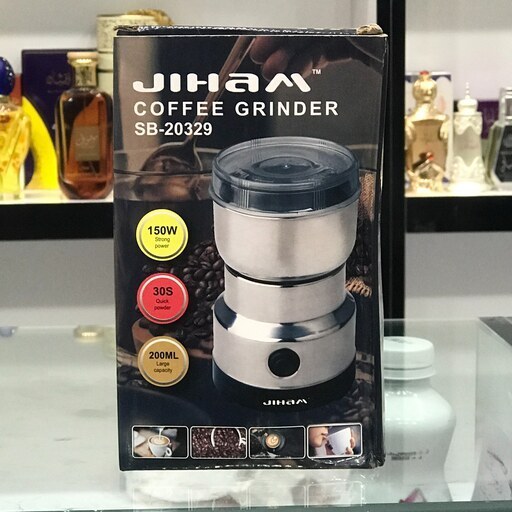 JIHAM™
COFFEE GRINDER
SB-20329
150W
Strong
power
30S
Quick
powder
200ML
Large
capacity
JIHAM